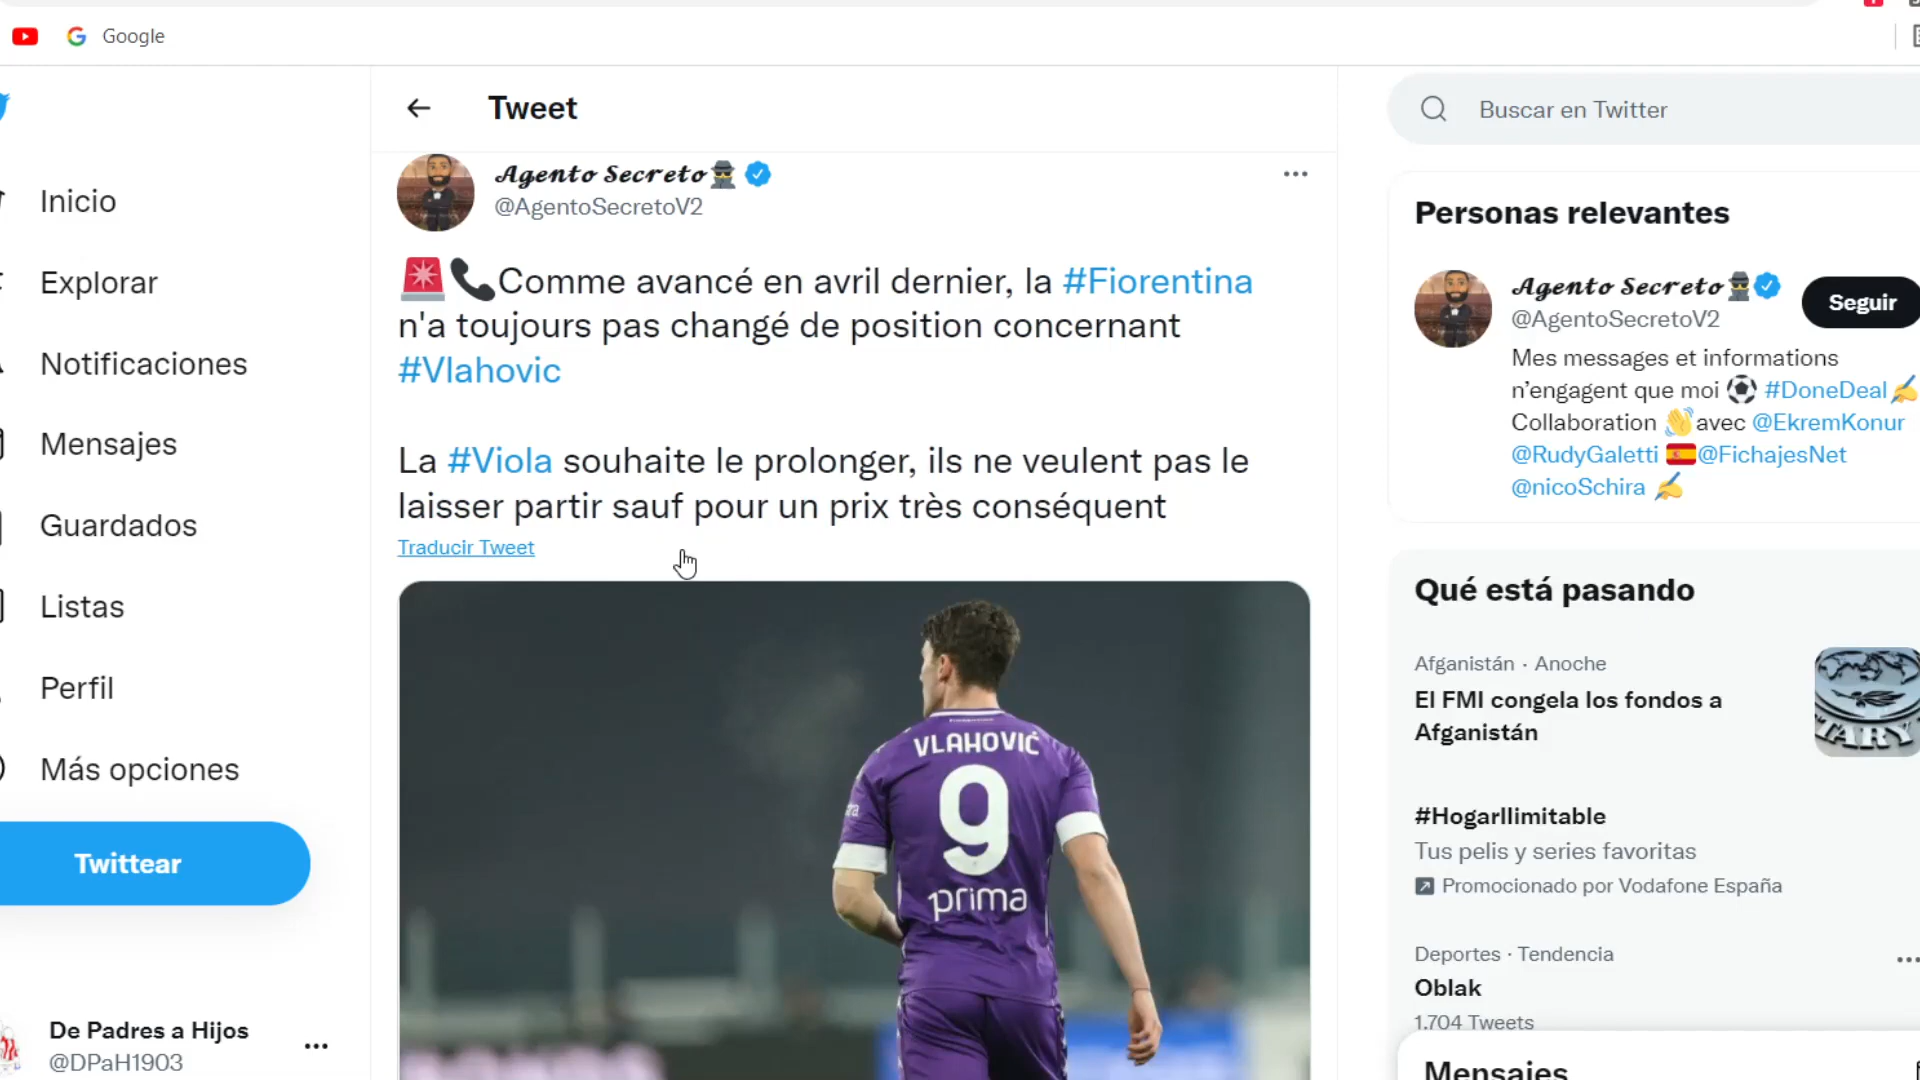 Google
Tweet
Buscar en Twitter
Agento Secreto
@AgentoSecretoV2
Comme avancé en avril dernier, la #Fiorentina
n'a toujours pas changé de position concernant
#Vlahovic
La #Viola souhaite le prolonger, ils ne veulent pas le
laisser partir sauf pour un prix très conséquent
Traducir Tweet
VLAHOVIĆ
9
prima
Inicio
Explorar
Notificaciones
Mensajes
Guardados
Listas
Perfil
Más opciones
Twittear
De Padres a Hijos
@DPaH1903
Personas relevantes
Agento Secreto
@AgentoSecretoV2
Seguir
Mes messages et informations
n’engagent que moi #DoneDeal
Collaboration avec @EkremKonur
@RudyGaletti @FichajesNet
@nicoSchira
Qué está pasando
Afganistán · Anoche
El FMI congela los fondos a
Afganistán
TARY
#HogarIlimitable
Tus pelis y series favoritas
Promocionado por Vodafone España
Deportes · Tendencia
Oblak
1.704 Tweets
Mensajes